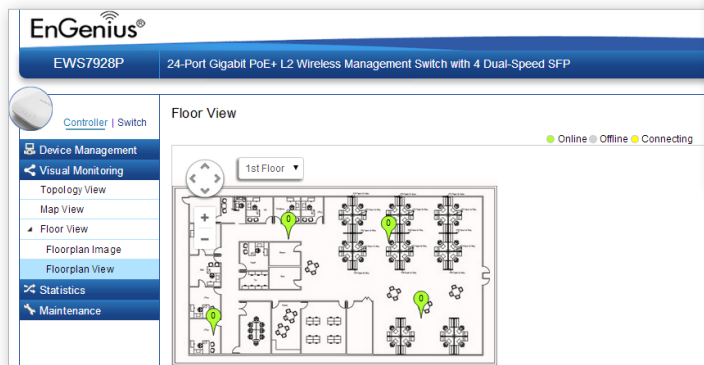 EnGenius®
EWS7928P
24-Port Gigabit PoE+ L2 Wireless Management Switch with 4 Dual-Speed SFP
Controller | Switch
Floor View
Online Offline Connecting
Device Management
Visual Monitoring
Topology View
Map View
Floor View
Floorplan Image
Floorplan View
Statistics
Maintenance
1st Floor
+
−
0
0
0
0